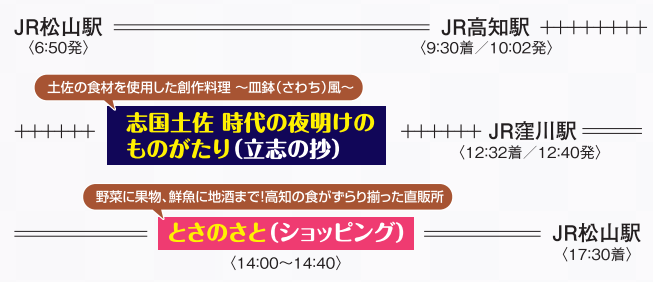 JR松山駅
〈6:50発〉
JR高知駅
〈9:30着／10:02発〉
土佐の食材を使用した創作料理 ～皿鉢（さわち）風～
志国土佐 時代の夜明けの
ものがたり（立志の抄）
JR窪川駅
〈12:32着／12:40発〉
野菜に果物、鮮魚に地酒まで！高知の食がずらり揃った直販所
とさのさと（ショッピング）
〈14:00～14:40〉
JR松山駅
〈17:30着〉